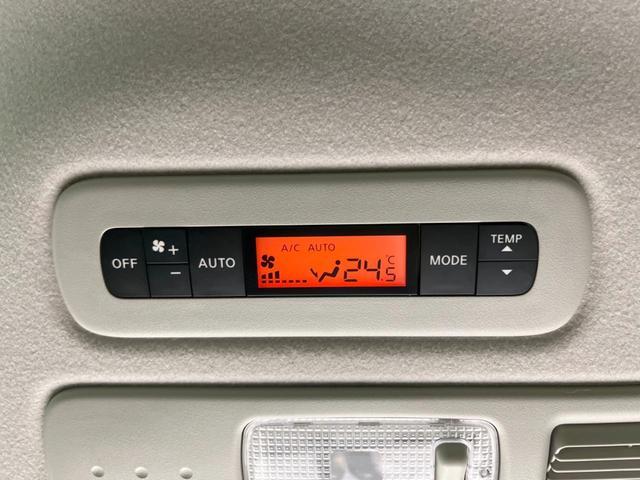 OFF
+
-
AUTO
A/C AUTO
24.5°C
MODE
TEMP